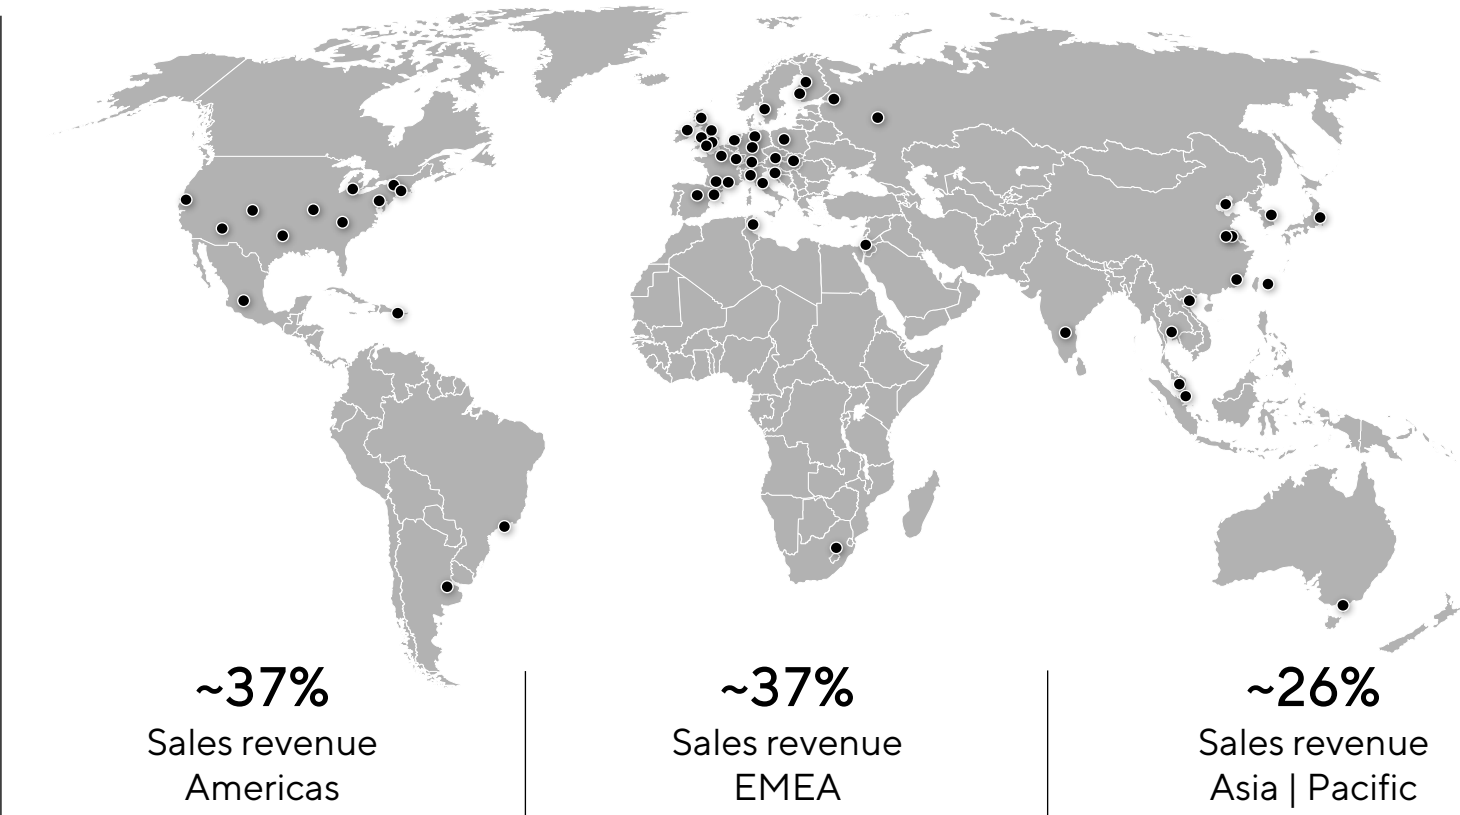 ~37%
Sales revenue
Americas
~37%
Sales revenue
EMEA
~26%
Sales revenue
Asia | Pacific